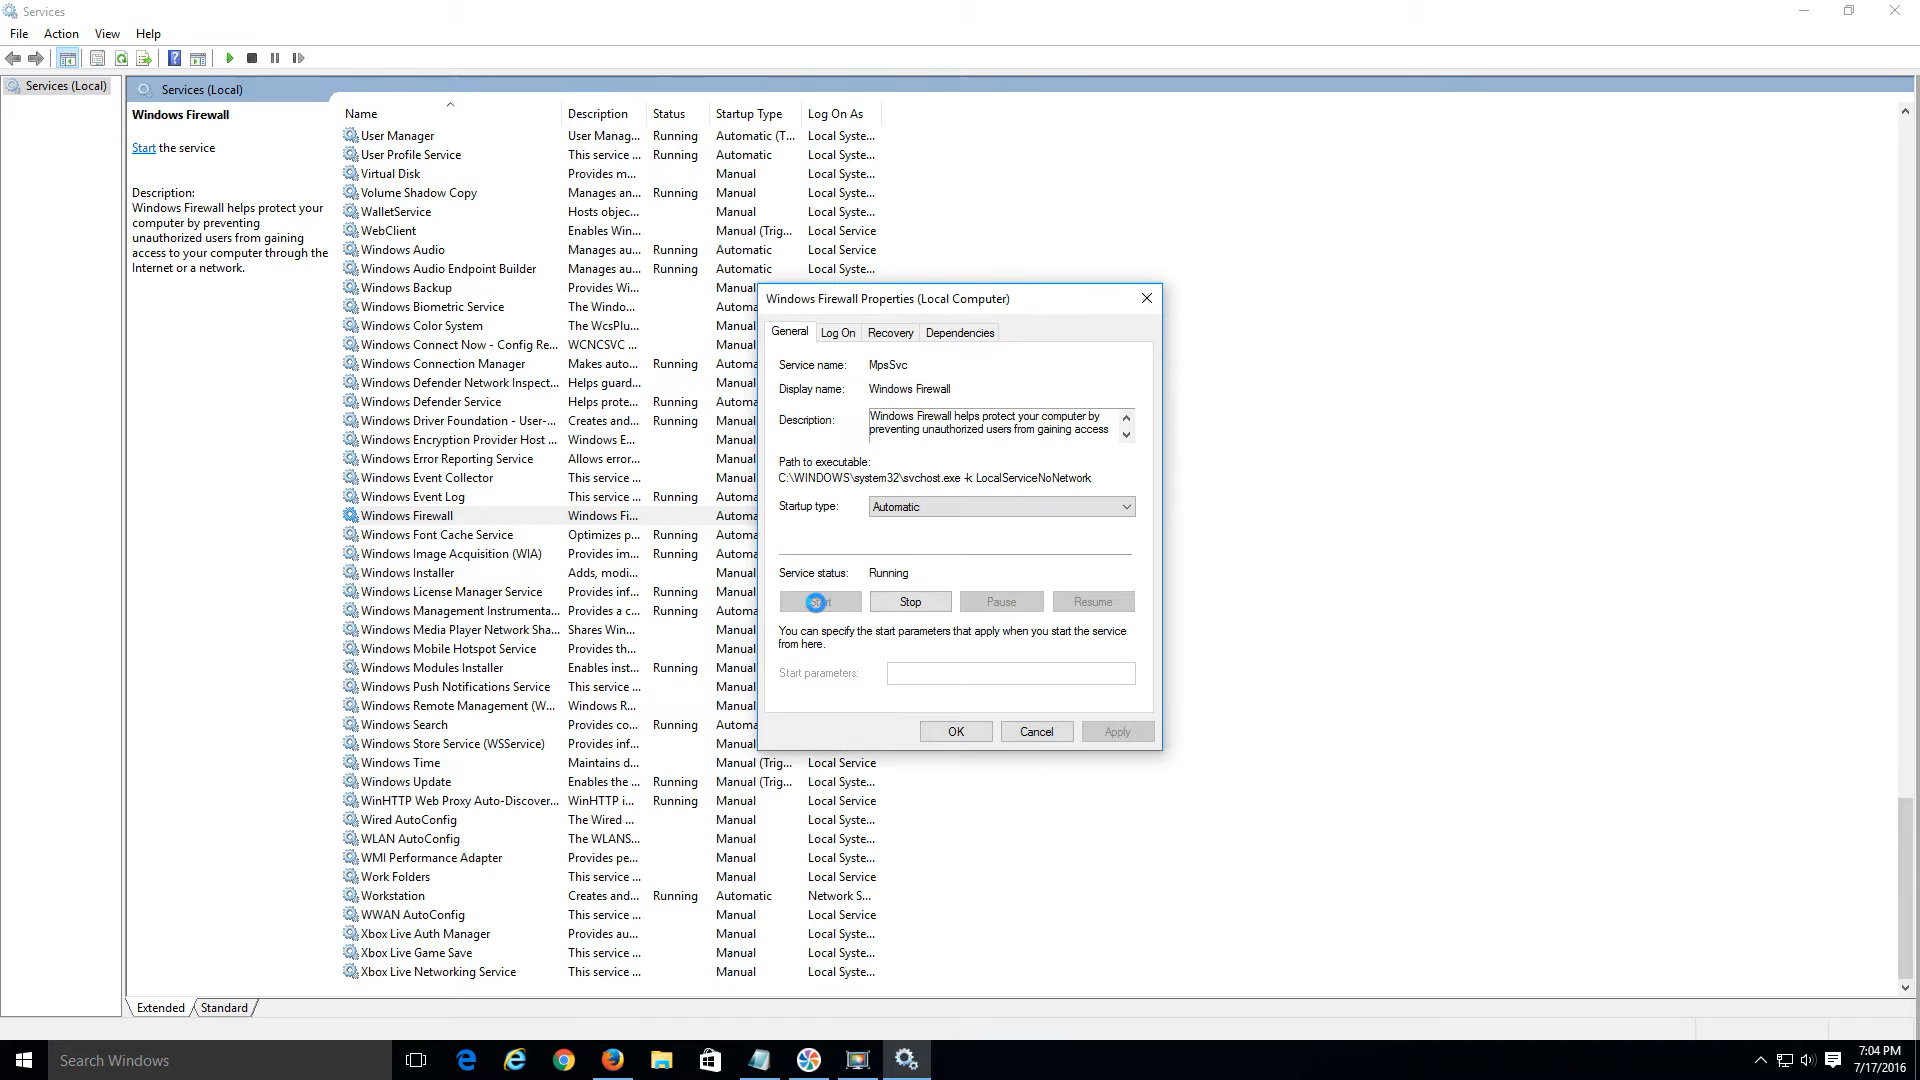 Services
File Action View Help
Services (Local)
Services (Local)
Windows Firewall
Start the service
Description:
Windows Firewall helps protect your
computer by preventing
unauthorized users from gaining
access to your computer through the
Internet or a network.
Name Description Status Startup Type Log On As
User Manager User Manag... Running Automatic (T... Local Syste...
User Profile Service This service ... Running Automatic Local Syste...
Virtual Disk Provides m... Manual Local Syste...
Volume Shadow Copy Manages an... Running Manual Local Syste...
WalletService Hosts objec... Manual Local Syste...
WebClient Enables Win... Manual (Trig... Local Service
Windows Audio Manages au... Running Automatic Local Service
Windows Audio Endpoint Builder Manages au... Running Automatic Local Syste...
Windows Backup Provides Wi... Manual
Windows Biometric Service The Windo... Automa
Windows Color System The WcsPlu... Manual
Windows Connect Now - Config Re... WCNCSVC ... Manual
Windows Connection Manager Makes auto... Running Automa
Windows Defender Network Inspect... Helps guard... Manual
Windows Defender Service Helps prote... Running Automa
Windows Driver Foundation - User-... Creates and... Running Manual
Windows Encryption Provider Host ... Windows E... Manual
Windows Error Reporting Service Allows error... Manual
Windows Event Collector This service ... Manual
Windows Event Log This service ... Running Automa
Windows Firewall Windows Fi... Automa
Windows Font Cache Service Optimizes p... Running Automa
Windows Image Acquisition (WIA) Provides im... Running Automa
Windows Installer Adds, modi... Manual
Windows License Manager Service Provides inf... Running Manual
Windows Management Instrumenta... Provides a c... Running Automa
Windows Media Player Network Sha... Shares Win... Manual
Windows Mobile Hotspot Service Provides th... Manual
Windows Modules Installer Enables inst... Running Manual
Windows Push Notifications Service This service ... Manual
Windows Remote Management (W... Windows R... Manual
Windows Search Provides co... Running Automa
Windows Store Service (WSService) Provides inf... Manual
Windows Time Maintains d... Manual (Trig... Local Service
Windows Update Enables the ... Running Manual (Trig... Local Syste...
WinHTTP Web Proxy Auto-Discover... WinHTTP i... Running Manual Local Service
Wired AutoConfig The Wired ... Manual Local Syste...
WLAN AutoConfig The WLANS... Manual Local Syste...
WMI Performance Adapter Provides pe... Manual Local Syste...
Work Folders This service ... Manual Local Service
Workstation Creates and... Running Automatic Network S...
WWAN AutoConfig This service ... Manual Local Service
Xbox Live Auth Manager Provides au... Manual Local Syste...
Xbox Live Game Save This service ... Manual Local Syste...
Xbox Live Networking Service This service ... Manual Local Syste...
Windows Firewall Properties (Local Computer)
General Log On Recovery Dependencies
Service name: MpsSvc
Display name: Windows Firewall
Description: Windows Firewall helps protect your computer by
preventing unauthorized users from gaining access
Path to executable:
C:\WINDOWS\system32\svchost.exe -k LocalServiceNoNetwork
Startup type: Automatic
Service status: Running
Stop Pause Resume
You can specify the start parameters that apply when you start the service
from here.
Start parameters:
OK Cancel Apply
Extended Standard
Search Windows
7:04 PM
7/17/2016